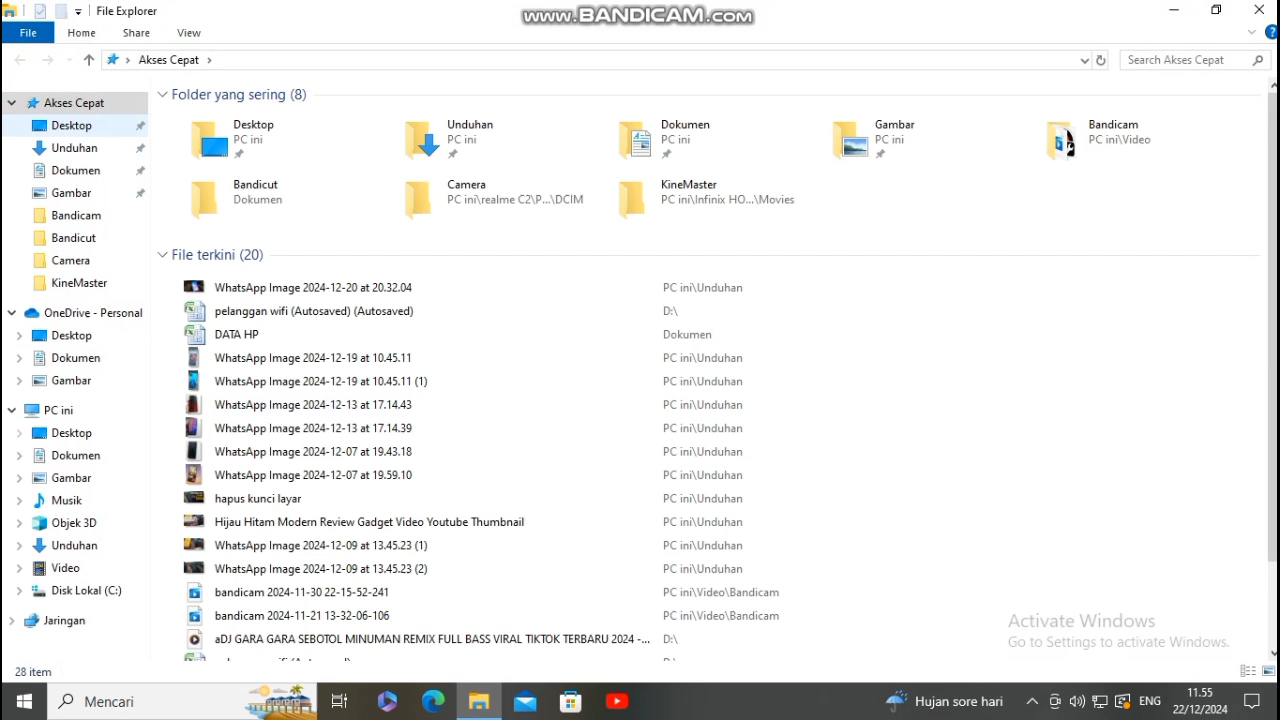 File Explorer
www.BANDICAM.com
File Home Share View
Akses Cepat
Search Akses Cepat
Akses Cepat
Desktop
Unduhan
Dokumen
Gambar
Bandicam
Bandicut
Camera
KineMaster
OneDrive - Personal
Desktop
Dokumen
Gambar
PC ini
Desktop
Dokumen
Gambar
Musik
Objek 3D
Unduhan
Video
Disk Lokal (C:)
Jaringan
Folder yang sering (8)
Desktop
PC ini
Unduhan
PC ini
Dokumen
PC ini
Gambar
PC ini
Bandicam
PC ini\Video
Bandicut
Dokumen
Camera
PC ini\realme C2\P...\DCIM
KineMaster
PC ini\Infinix HO...\Movies
File terkini (20)
WhatsApp Image 2024-12-20 at 20.32.04 PC ini\Unduhan
pelanggan wifi (Autosaved) (Autosaved) D:\
DATA HP Dokumen
WhatsApp Image 2024-12-19 at 10.45.11 PC ini\Unduhan
WhatsApp Image 2024-12-19 at 10.45.11 (1) PC ini\Unduhan
WhatsApp Image 2024-12-13 at 17.14.43 PC ini\Unduhan
WhatsApp Image 2024-12-13 at 17.14.39 PC ini\Unduhan
WhatsApp Image 2024-12-07 at 19.43.18 PC ini\Unduhan
WhatsApp Image 2024-12-07 at 19.59.10 PC ini\Unduhan
hapus kunci layar PC ini\Unduhan
Hijau Hitam Modern Review Gadget Video Youtube Thumbnail PC ini\Unduhan
WhatsApp Image 2024-12-09 at 13.45.23 (1) PC ini\Unduhan
WhatsApp Image 2024-12-09 at 13.45.23 (2) PC ini\Unduhan
bandicam 2024-11-30 22-15-52-241 PC ini\Video\Bandicam
bandicam 2024-11-21 13-32-06-106 PC ini\Video\Bandicam
aDJ GARA GARA SEBOTOL MINUMAN REMIX FULL BASS VIRAL TIKTOK TERBARU 2024 -... D:\
Activate Windows
Go to Settings to activate Windows.
28 item
Mencari
Hujan sore hari
ENG
11.55
22/12/2024